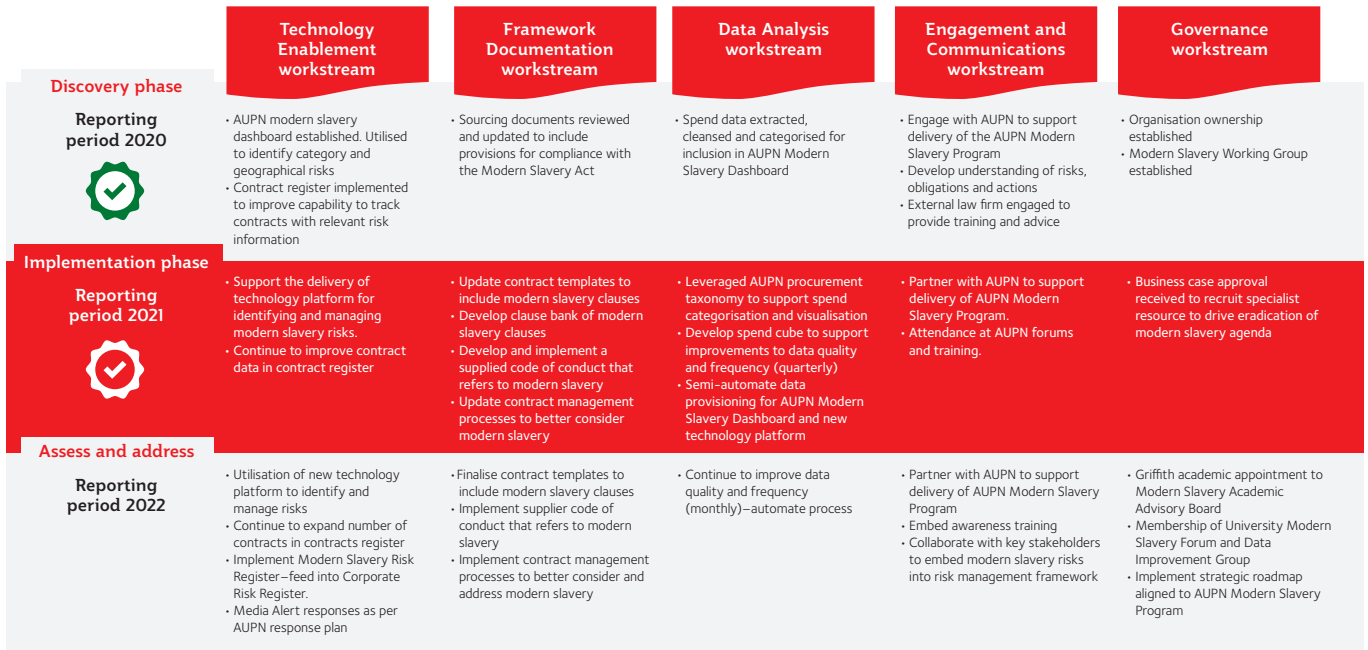 Technology
Enablement
workstream
Framework
Documentation
workstream
Data Analysis
workstream
Engagement and
Communications
workstream
Governance
workstream
Discovery phase
Reporting
period 2020
• AUPN modern slavery
dashboard established. Utilised
to identify category and
geographical risks
• Contract register implemented
to improve capability to track
contracts with relevant risk
information
• Sourcing documents reviewed
and updated to include
provisions for compliance with
the Modern Slavery Act
• Spend data extracted,
cleansed and categorised for
inclusion in AUPN Modern
Slavery Dashboard
• Engage with AUPN to support
delivery of the AUPN Modern
Slavery Program
• Develop understanding of risks,
obligations and actions
• External law firm engaged to
provide training and advice
• Organisation ownership
established
• Modern Slavery Working Group
established
Implementation phase
Reporting
period 2021
• Support the delivery of
technology platform for
identifying and managing
modern slavery risks.
• Continue to improve contract
data in contract register
• Update contract templates to
include modern slavery clauses
• Develop clause bank of modern
slavery clauses
• Develop and implement a
supplied code of conduct that
refers to modern slavery
• Update contract management
processes to better consider
modern slavery
• Leveraged AUPN procurement
taxonomy to support spend
categorisation and visualisation
• Develop spend cube to support
improvements to data quality
and frequency (quarterly)
• Semi-automate data
provisioning for AUPN Modern
Slavery Dashboard and new
technology platform
• Partner with AUPN to support
delivery of AUPN Modern
Slavery Program.
• Attendance at AUPN forums
and training.
• Business case approval
received to recruit specialist
resource to drive eradication of
modern slavery agenda
Assess and address
Reporting
period 2022
• Utilisation of new technology
platform to identify and
manage risks
• Continue to expand number of
contracts in contracts register
• Implement Modern Slavery Risk
Register–feed into Corporate
Risk Register.
• Media Alert responses as per
AUPN response plan
•Finalise contract templates to
include modern slavery clauses
• Implement supplier code of
conduct that refers to modern
slavery
• Implement contract management
processes to better consider and
address modern slavery
• Continue to improve data
quality and frequency
(monthly)–automate process
• Partner with AUPN to support
delivery of AUPN Modern Slavery
Program
• Embed awareness training
• Collaborate with key stakeholders
to embed modern slavery risks
into risk management framework
• Griffith academic appointment to
Modern Slavery Academic
Advisory Board
• Membership of University Modern
Slavery Forum and Data
Improvement Group
• Implement strategic roadmap
aligned to AUPN Modern Slavery
Program